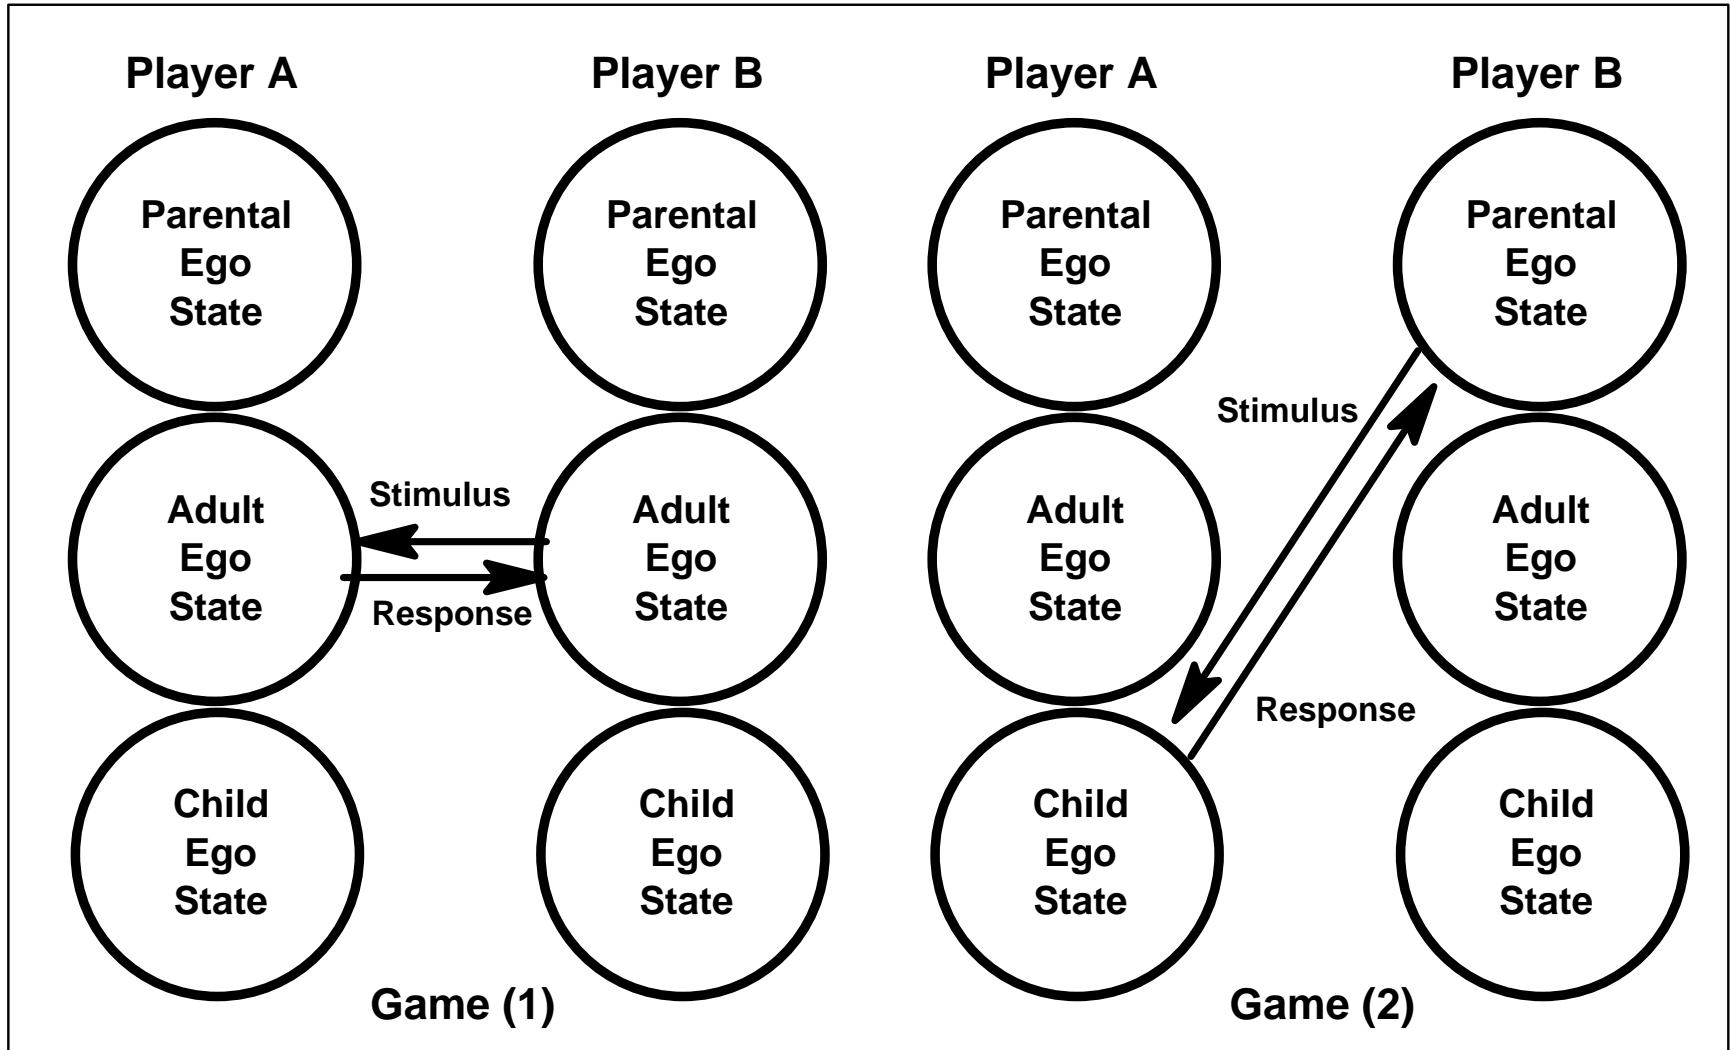 Player A
Player B
Parental
Ego
State
Parental
Ego
State
Adult
Ego
State
Stimulus
Response
Adult
Ego
State
Child
Ego
State
Child
Ego
State
Game (1)
Player A
Player B
Parental
Ego
State
Parental
Ego
State
Stimulus
Adult
Ego
State
Adult
Ego
State
Response
Child
Ego
State
Child
Ego
State
Game (2)